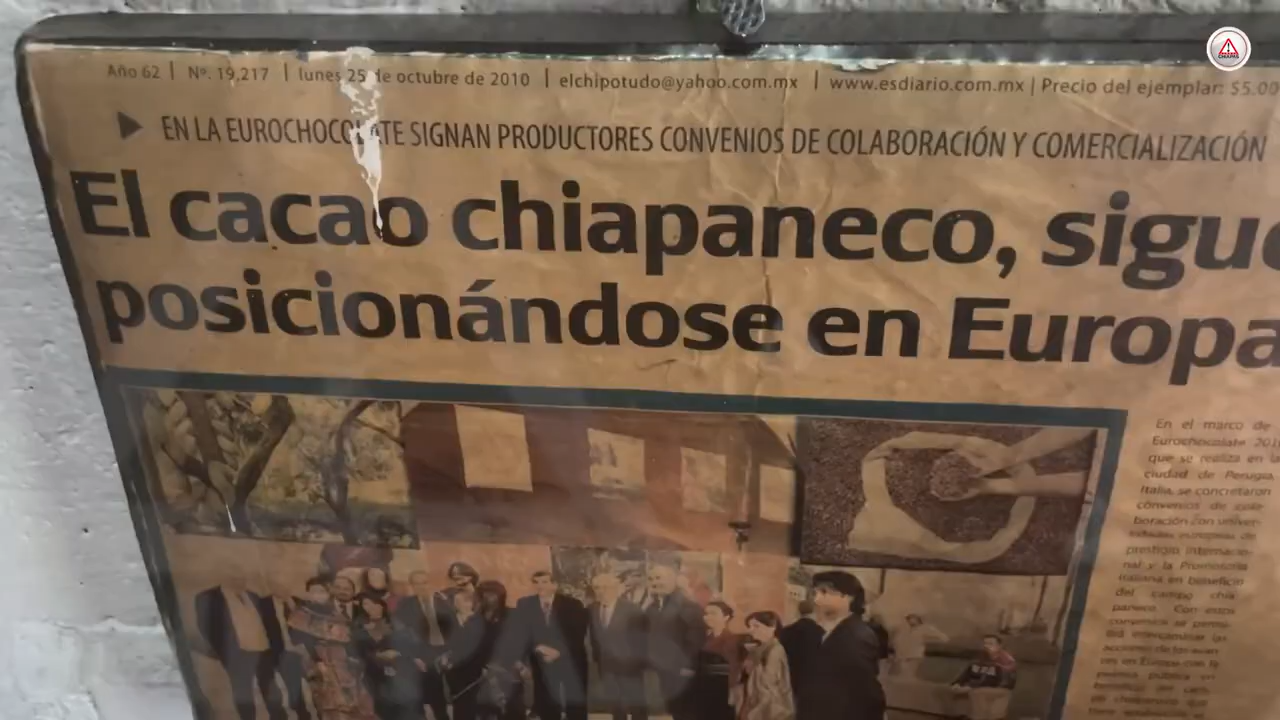 Año 62 | Nº. 19,217 | lunes 25 de octubre de 2010 | elchipotudo@yahoo.com.mx | www.esdiario.com.mx | Precio del ejemplar: $5.00
EN LA EUROCHOCOLATE SIGNAN PRODUCTORES CONVENIOS DE COLABORACIÓN Y COMERCIALIZACIÓN
El cacao chiapaneco, sigue
posicionándose en Europa
En el marco de
Eurochocolate
que se realiza en la
ciudad de Perugia,
Italia, se concretaron
convenios de cola-
boración con univer-
sidades europeas de
prestigio internacio-
nal y la Promotoria
italiana en beneficio
del campo chia
paneco. Con estos
CHIAPAS